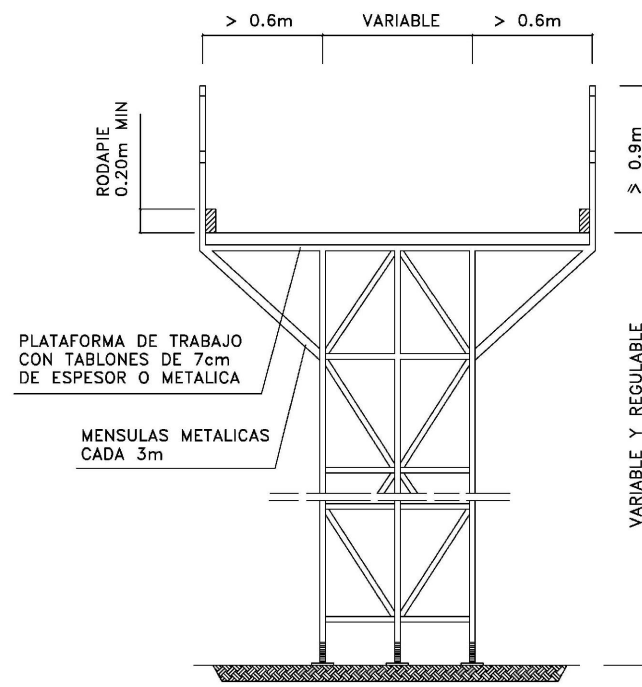 > 0.6m
VARIABLE
> 0.6m
RODAPIE
0.20m MIN
⩾ 0.9m
PLATAFORMA DE TRABAJO
CON TABLONES DE 7cm
DE ESPESOR O METALICA
MENSULAS METALICAS
CADA 3m
VARIABLE Y REGULABLE